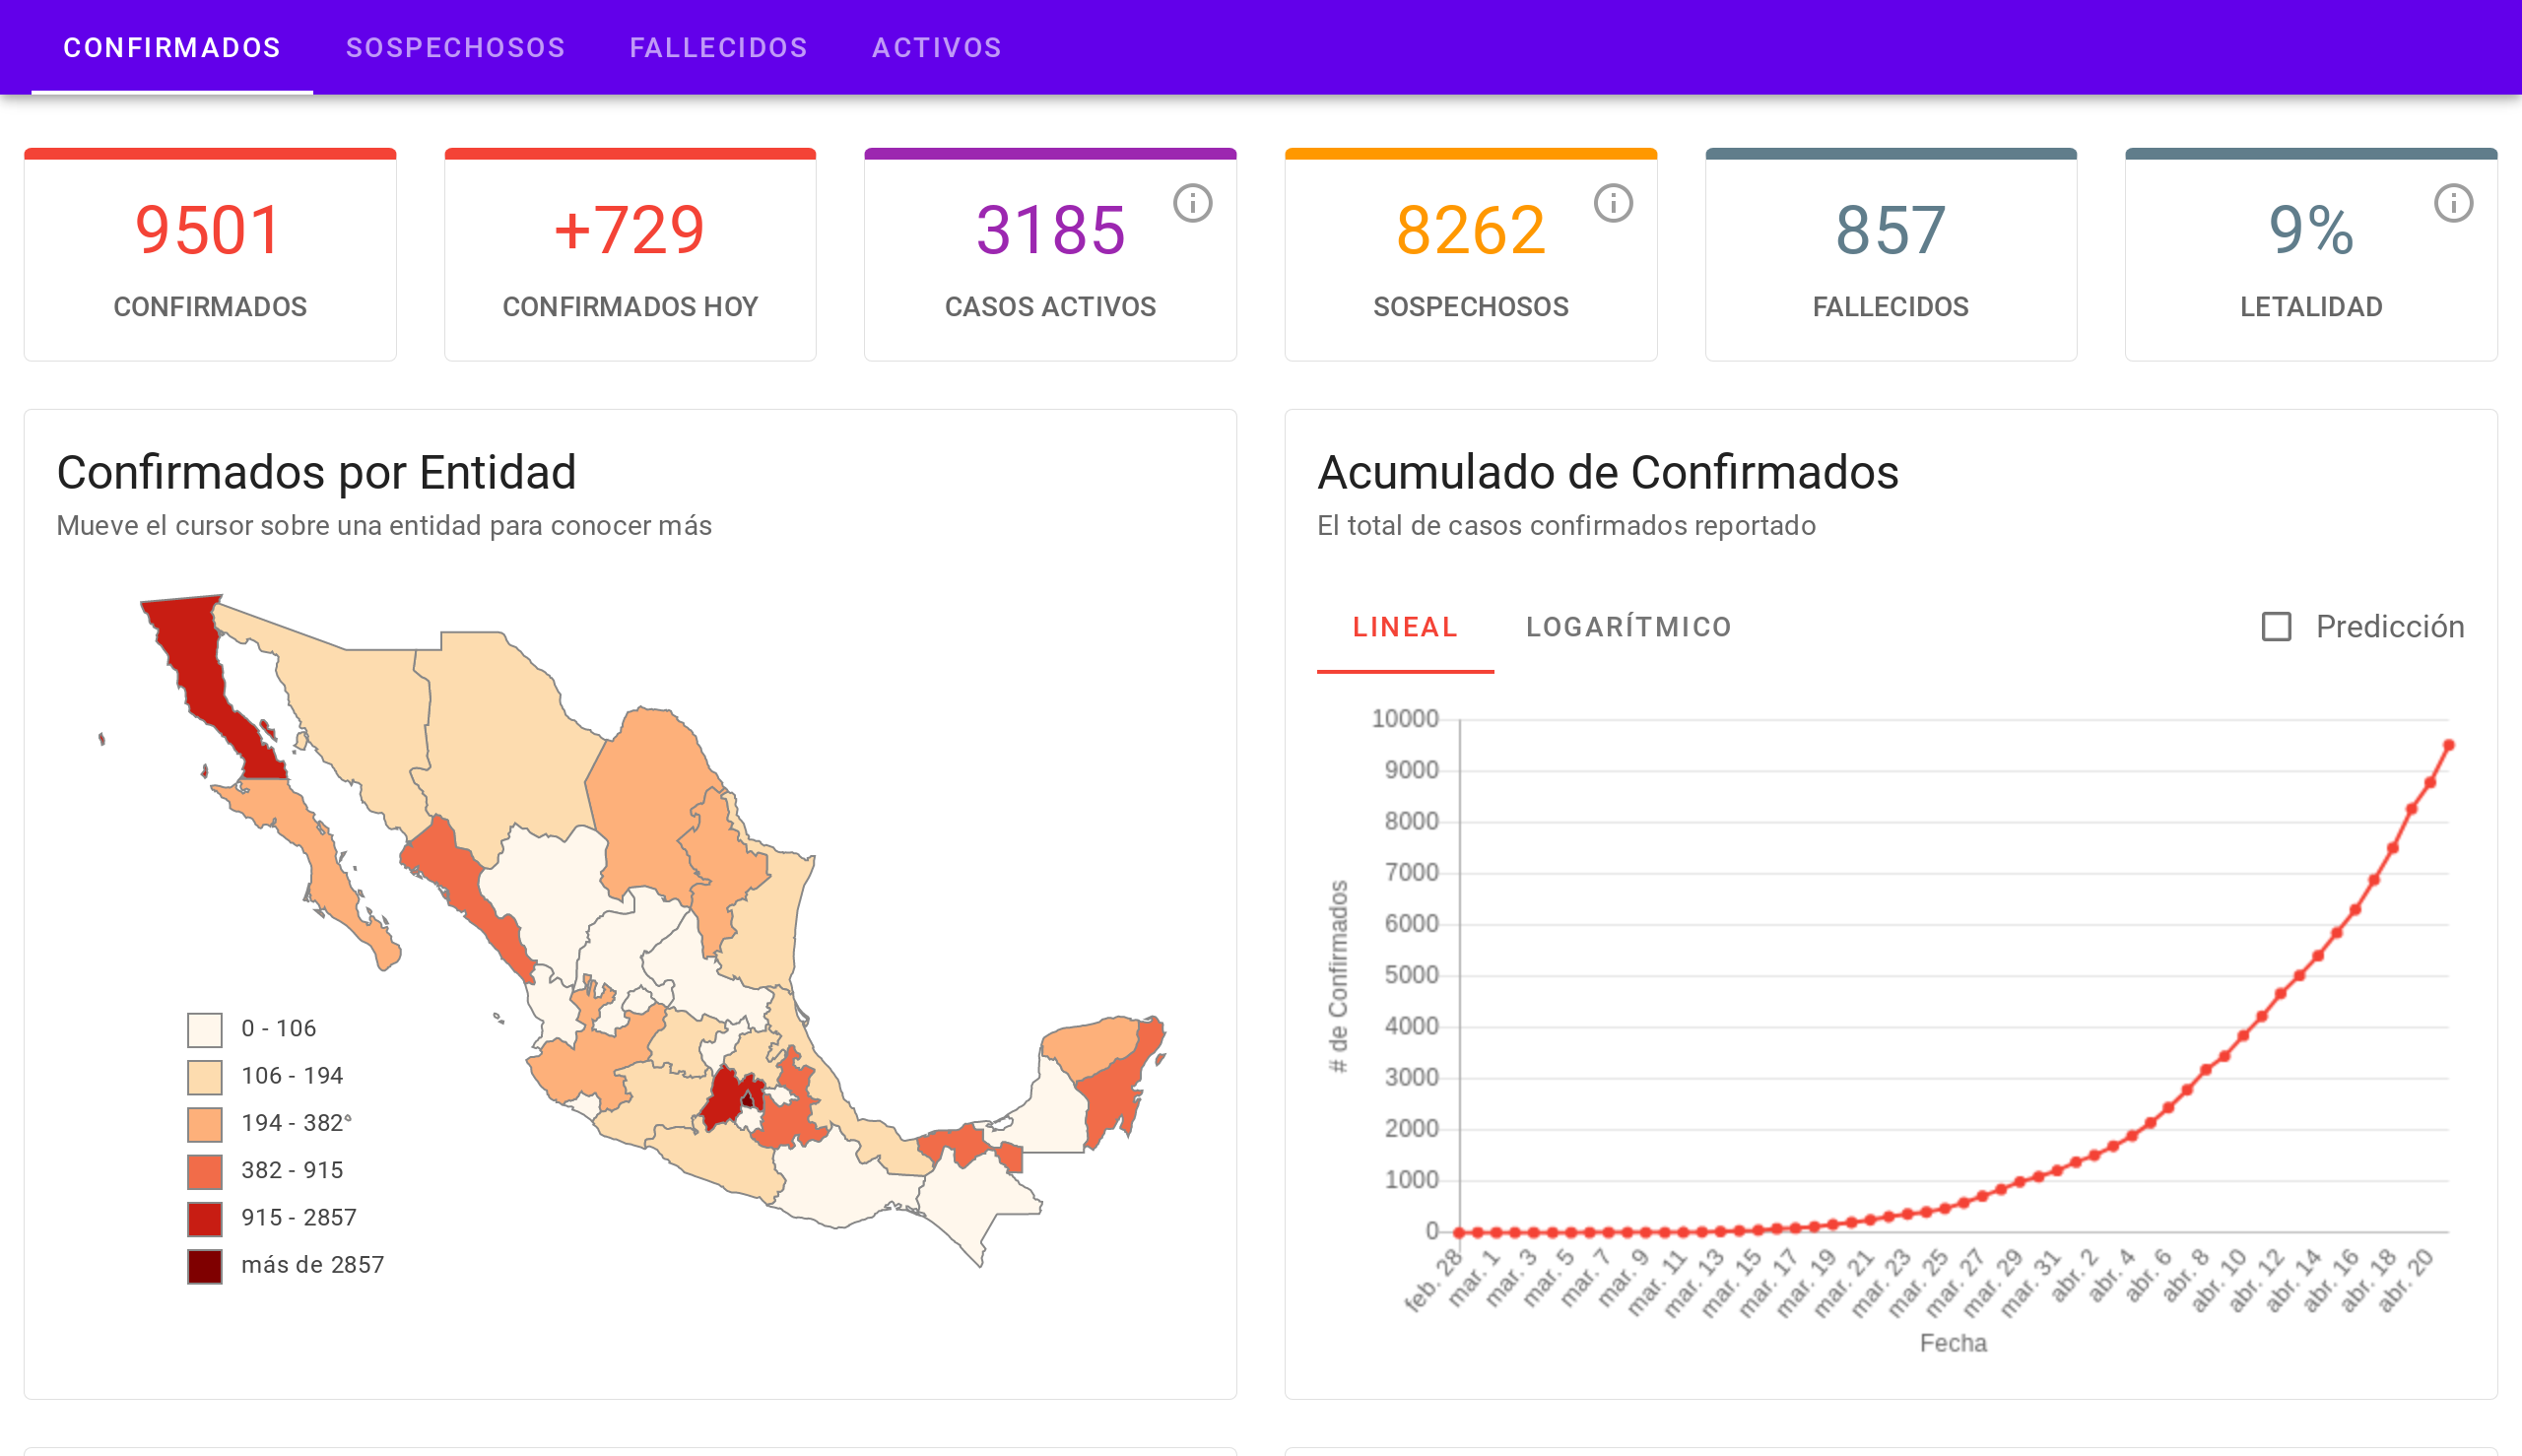 CONFIRMADOS SOSPECHOSOS FALLECIDOS ACTIVOS
9501
CONFIRMADOS
+729
CONFIRMADOS HOY
3185
CASOS ACTIVOS
8262
SOSPECHOSOS
857
FALLECIDOS
9%
LETALIDAD
Confirmados por Entidad
Mueve el cursor sobre una entidad para conocer más
0 - 106
106 - 194
194 - 382
382 - 915
915 - 2857
más de 2857
Acumulado de Confirmados
El total de casos confirmados reportado
LINEAL LOGARÍTMICO Predicción
# de Confirmados
10000
9000
8000
7000
6000
5000
4000
3000
2000
1000
0
feb. 28 mar. 1 mar. 3 mar. 5 mar. 7 mar. 9 mar. 11 mar. 13 mar. 15 mar. 17 mar. 19 mar. 21 mar. 23 mar. 25 mar. 27 mar. 29 mar. 31 abr. 2 abr. 4 abr. 6 abr. 8 abr. 10 abr. 12 abr. 14 abr. 16 abr. 18 abr. 20
Fecha